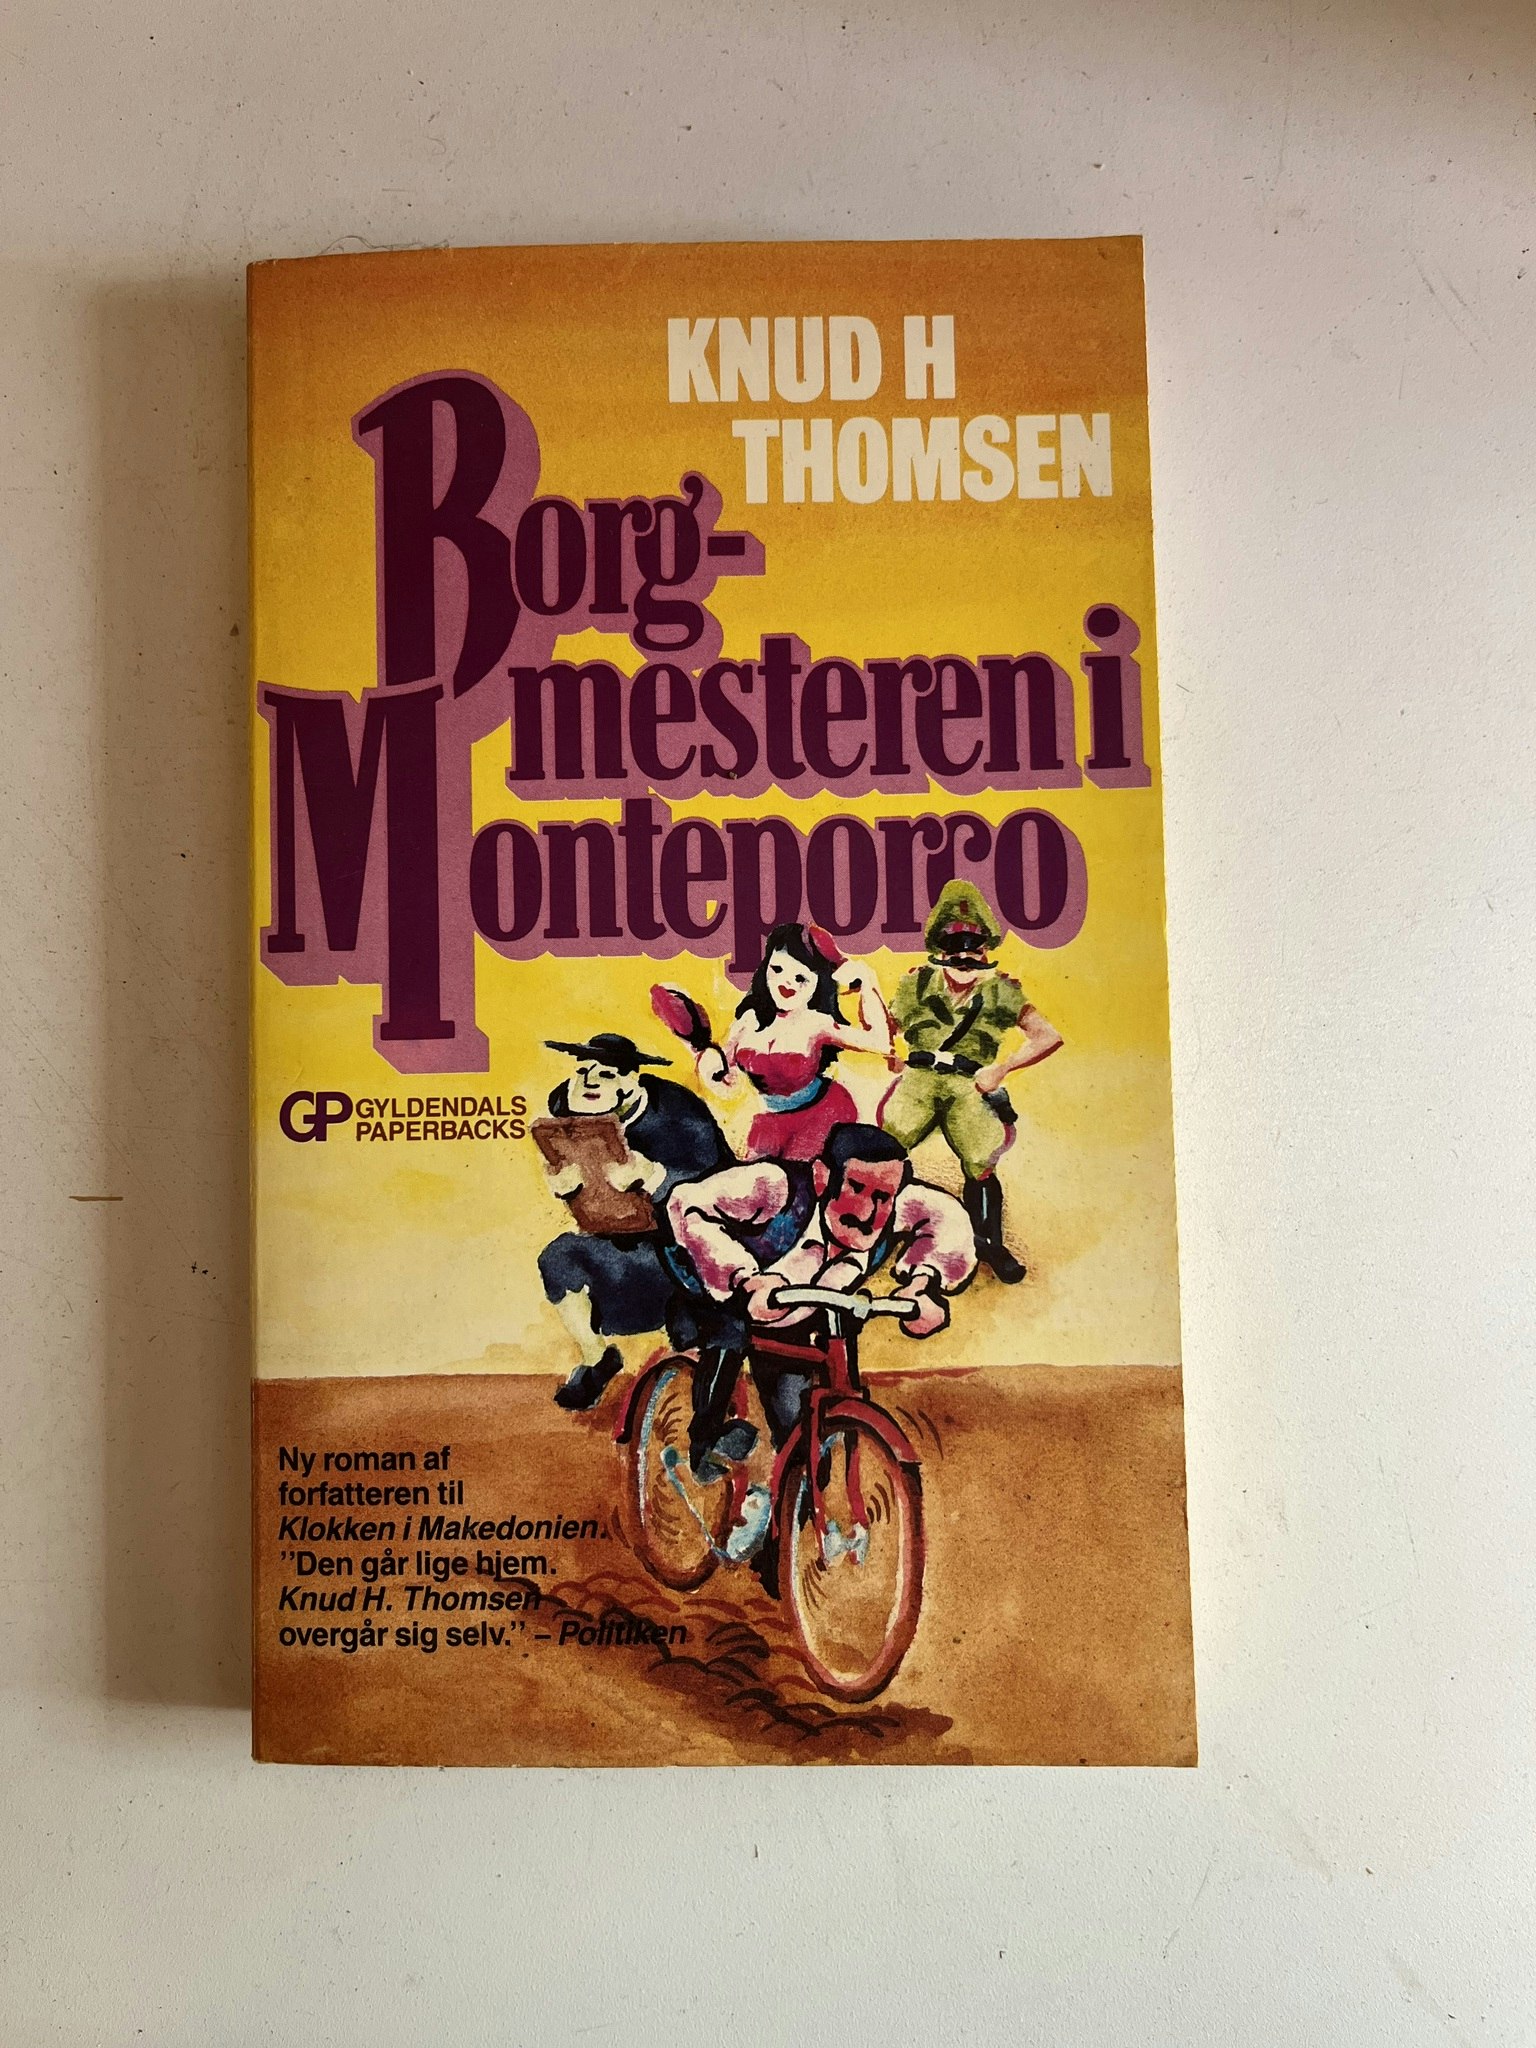 KNUD H
THOMSEN
Borg-
mesteren i
Monteporco
GP GYLDENDALS
PAPERBACKS
Ny roman af
forfatteren til
Klokken i Makedonien.
”Den går lige hjem.
Knud H. Thomsen
overgår sig selv.” – Politiken